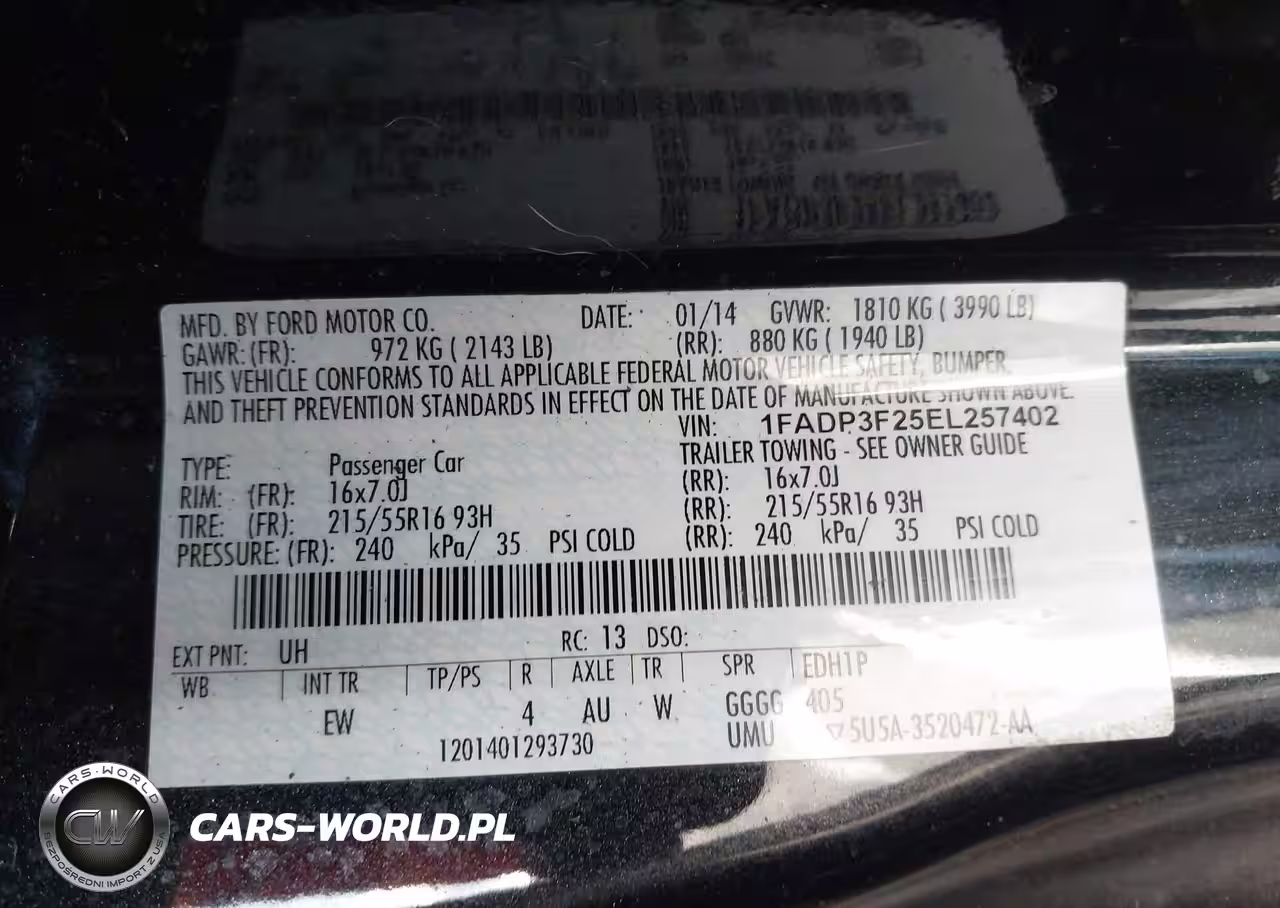 MFD. BY FORD MOTOR CO. DATE: 01/14 GVWR: 1810 KG ( 3990 LB)
GAWR: (FR): 972 KG ( 2143 LB) (RR): 880 KG ( 1940 LB)
THIS VEHICLE CONFORMS TO ALL APPLICABLE FEDERAL MOTOR VEHICLE SAFETY, BUMPER,
AND THEFT PREVENTION STANDARDS IN EFFECT ON THE DATE OF MANUFACTURE SHOWN ABOVE.
VIN: 1FADP3F25EL257402
TRAILER TOWING - SEE OWNER GUIDE
TYPE: Passenger Car
RIM: (FR): 16x7.0J (RR): 16x7.0J
TIRE: (FR): 215/55R16 93H (RR): 215/55R16 93H
PRESSURE: (FR): 240 kPa/ 35 PSI COLD (RR): 240 kPa/ 35 PSI COLD
EXT PNT: UH RC: 13 DSO:
WB INT TR TP/PS R AXLE TR SPR EDH1P
EW 4 AU W GGGG 405
1201401293730 UMU ▽5U5A-3520472-AA
CARS-WORLD
CW
BEZPOŚREDNI IMPORT Z USA
CARS-WORLD.PL